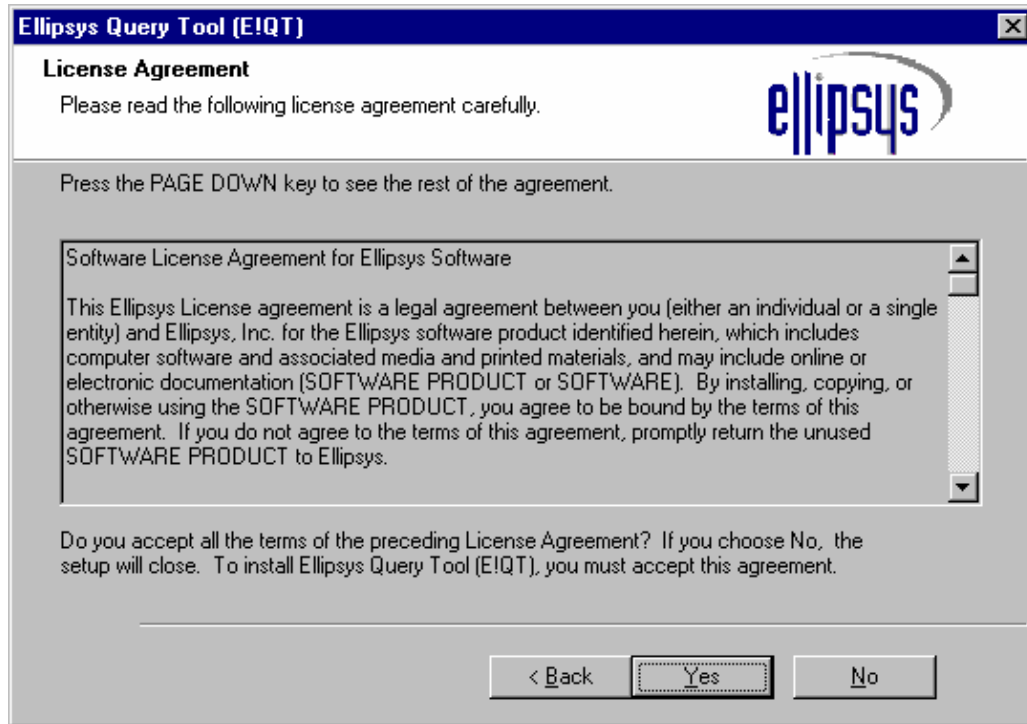 Ellipsys Query Tool (E!QT)
License Agreement
Please read the following license agreement carefully.
ellipsys
Press the PAGE DOWN key to see the rest of the agreement.
Software License Agreement for Ellipsys Software
This Ellipsys License agreement is a legal agreement between you (either an individual or a single
entity) and Ellipsys, Inc. for the Ellipsys software product identified herein, which includes
computer software and associated media and printed materials, and may include online or
electronic documentation (SOFTWARE PRODUCT or SOFTWARE).  By installing, copying, or
otherwise using the SOFTWARE PRODUCT, you agree to be bound by the terms of this
agreement.  If you do not agree to the terms of this agreement, promptly return the unused
SOFTWARE PRODUCT to Ellipsys.
Do you accept all the terms of the preceding License Agreement?  If you choose No,  the
setup will close.  To install Ellipsys Query Tool (E!QT), you must accept this agreement.
< Back
Yes
No